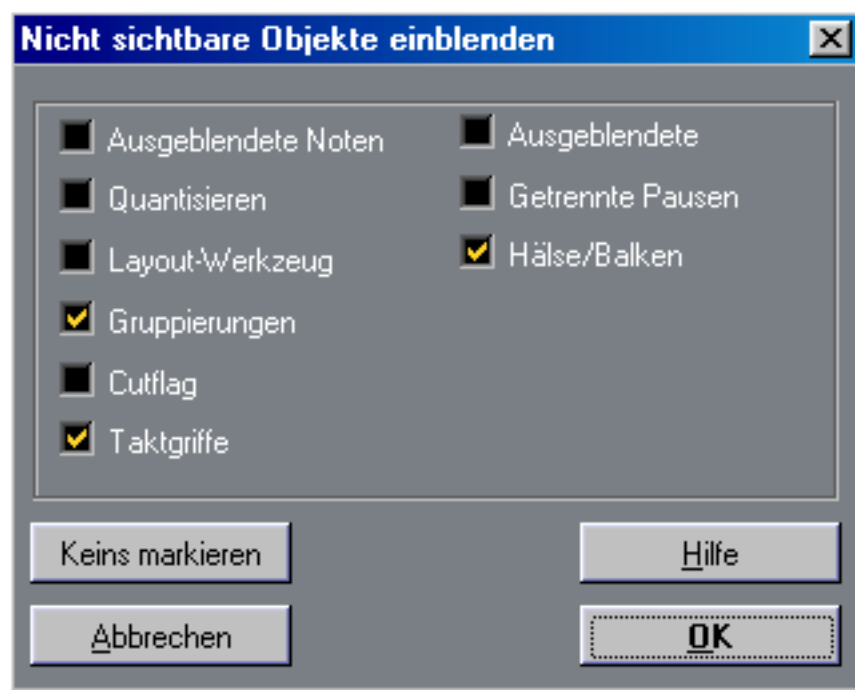 Nicht sichtbare Objekte einblenden
Ausgeblendete Noten
Quantisieren
Layout-Werkzeug
Gruppierungen
Cutflag
Taktgriffe
Ausgeblendete
Getrennte Pausen
Hälse/Balken
Keins markieren
Hilfe
Abbrechen
OK